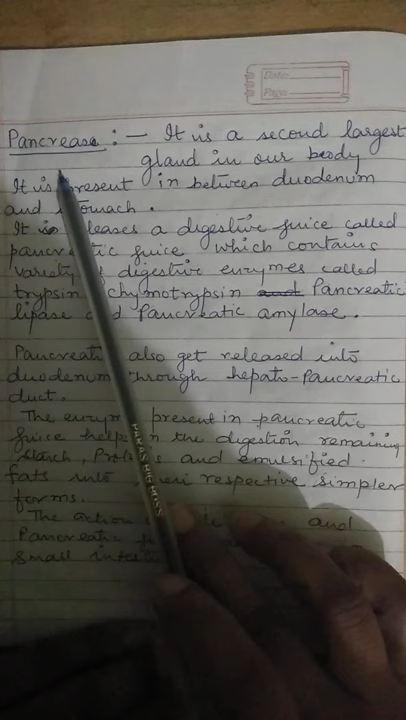 Date:
Page:
Pancreas : — It is a second largest
gland in our body
It is present in between duodenum
and stomach .
It releases a digestive juice called
pancreatic juice which contains
variety of digestive enzymes called
trypsin chymotrypsin and Pancreatic
lipase and Pancreatic amylase .
Pancreatic also get released into
duodenum through hepato-Pancreatic
duct .
The enzyme present in pancreatic
juice help in the digestion remaining
starch , Proteins and emulsified
fats into their respective simpler
forms .
The action and
Pancreatic
small